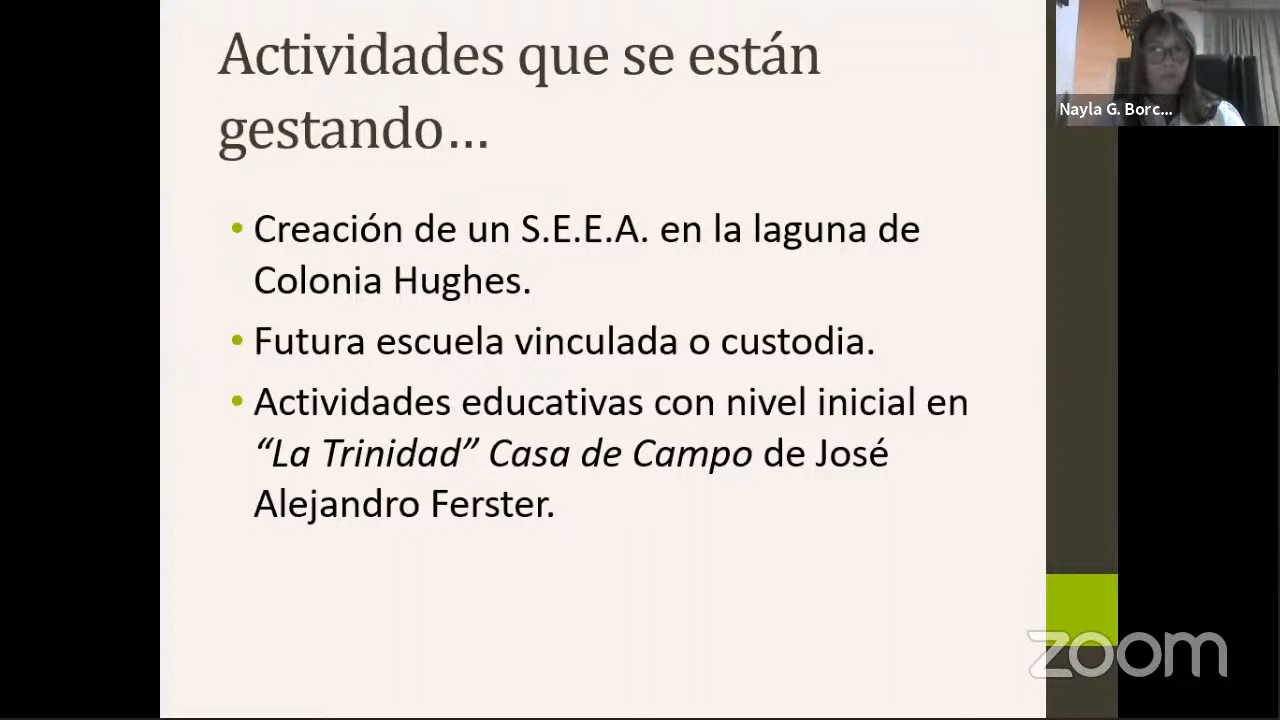 Actividades que se están
gestando…
• Creación de un S.E.E.A. en la laguna de
Colonia Hughes.
• Futura escuela vinculada o custodia.
• Actividades educativas con nivel inicial en
“La Trinidad” Casa de Campo de José
Alejandro Ferster.
Nayla G. Borc...
zoom